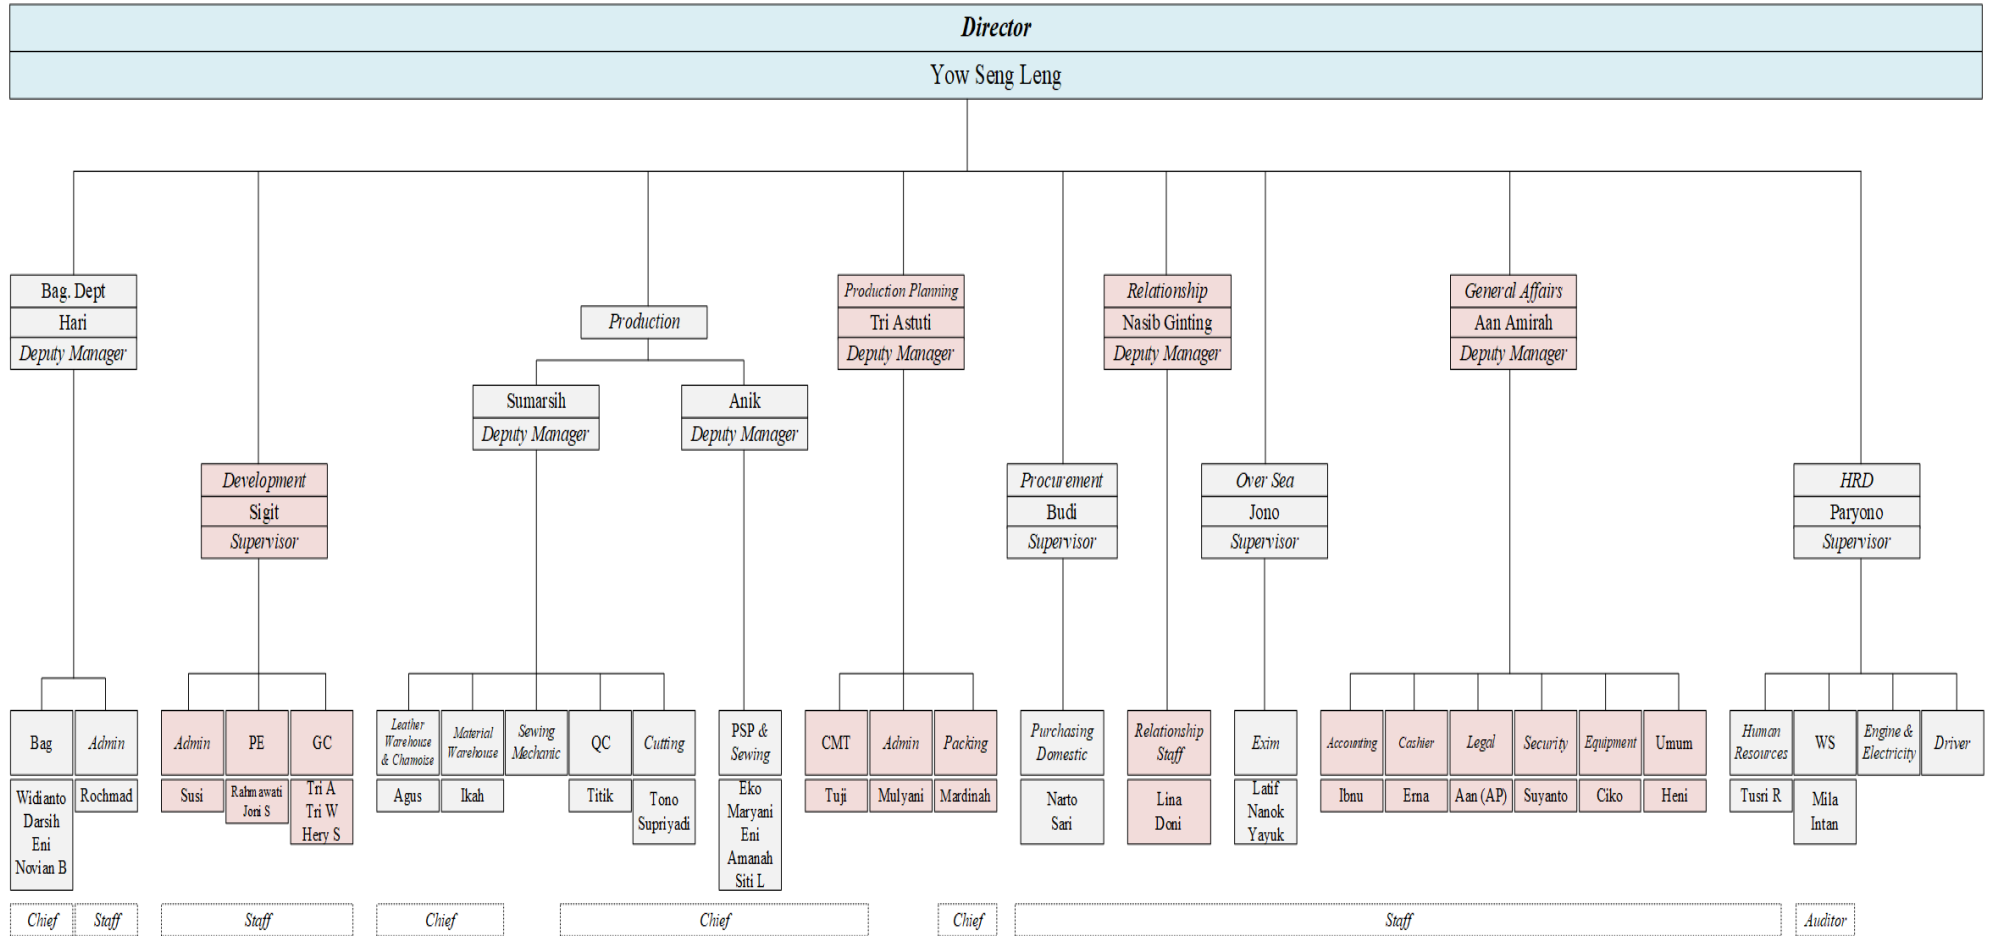 Director
Yow Seng Leng
Bag. Dept
Hari
Deputy Manager
Production
Production Planning
Tri Astuti
Deputy Manager
Relationship
Nasib Ginting
Deputy Manager
General Affairs
Aan Amirah
Deputy Manager
Sumarsih
Deputy Manager
Anik
Deputy Manager
Development
Sigit
Supervisor
Procurement
Budi
Supervisor
Over Sea
Jono
Supervisor
HRD
Paryono
Supervisor
Bag
Widianto
Darsih
Eni
Novian B
Admin
Rochmad
Admin
Susi
PE
Rahmawati
Joni S
GC
Tri A
Tri W
Hery S
Leather
Warehouse
& Chamoise
Agus
Material
Warehouse
Ikah
Sewing
Mechanic
QC
Titik
Cutting
Tono
Supriyadi
PSP &
Sewing
Eko
Maryani
Eni
Amanah
Siti L
CMT
Tuji
Admin
Mulyani
Packing
Mardinah
Purchasing
Domestic
Narto
Sari
Relationship
Staff
Lina
Doni
Exim
Latif
Nanok
Yayuk
Accounting
Ibnu
Cashier
Erna
Legal
Aan (AP)
Security
Suyanto
Equipment
Ciko
Umum
Heni
Human
Resources
Tusri R
WS
Mila
Intan
Engine &
Electricity
Driver
Chief
Staff
Staff
Chief
Chief
Chief
Staff
Auditor